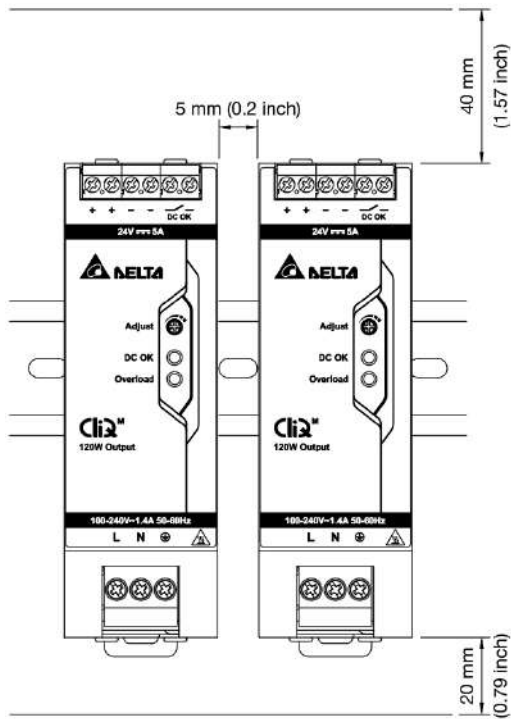 40 mm
(1.57 inch)
5 mm (0.2 inch)
+ + - - DC OK
24V ⎓ 5A
DELTA
Adjust
DC OK
Overload
CliQ M
120W Output
100-240V~1.4A 50-60Hz
L N
+ + - - DC OK
24V ⎓ 5A
DELTA
Adjust
DC OK
Overload
CliQ M
120W Output
100-240V~1.4A 50-60Hz
L N
20 mm
(0.79 inch)